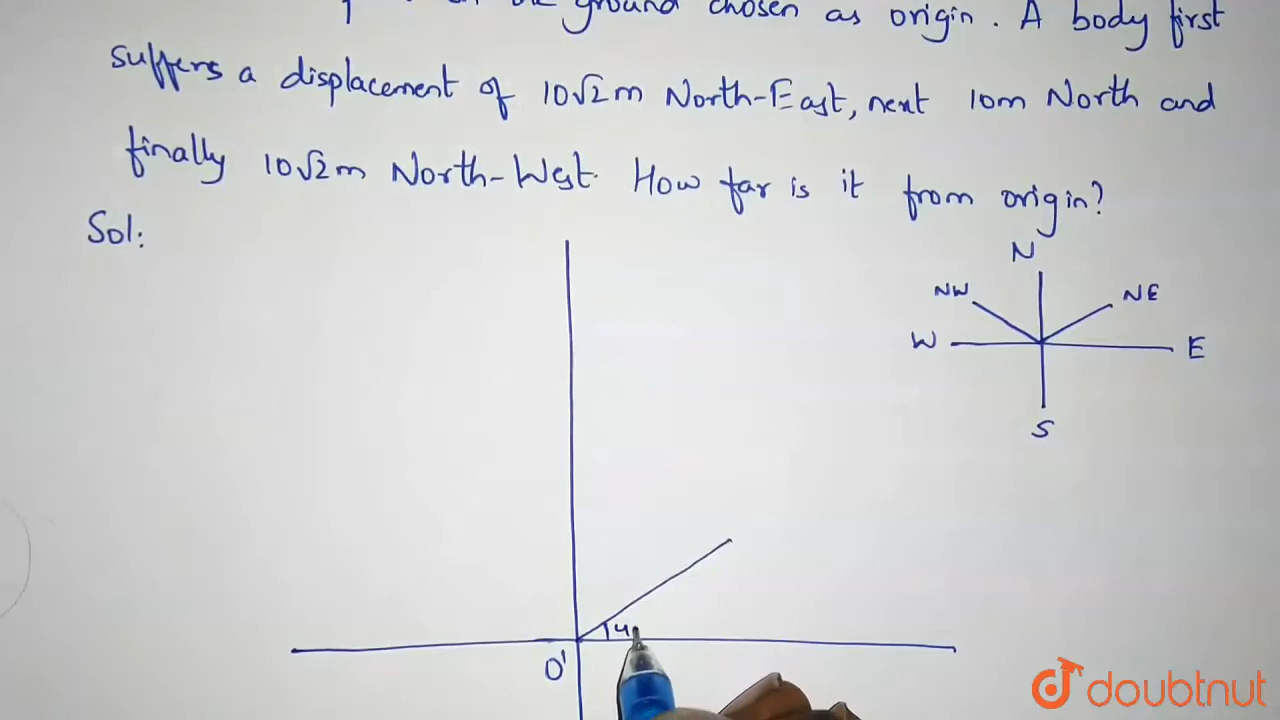 the ground chosen as origin. A body first
suffers a displacement of 10√2m North-East, next 10m North and
finally 10√2m North-West. How far is it from origin?
Sol:
N
NW
NE
W
E
S
O'
doubtnut